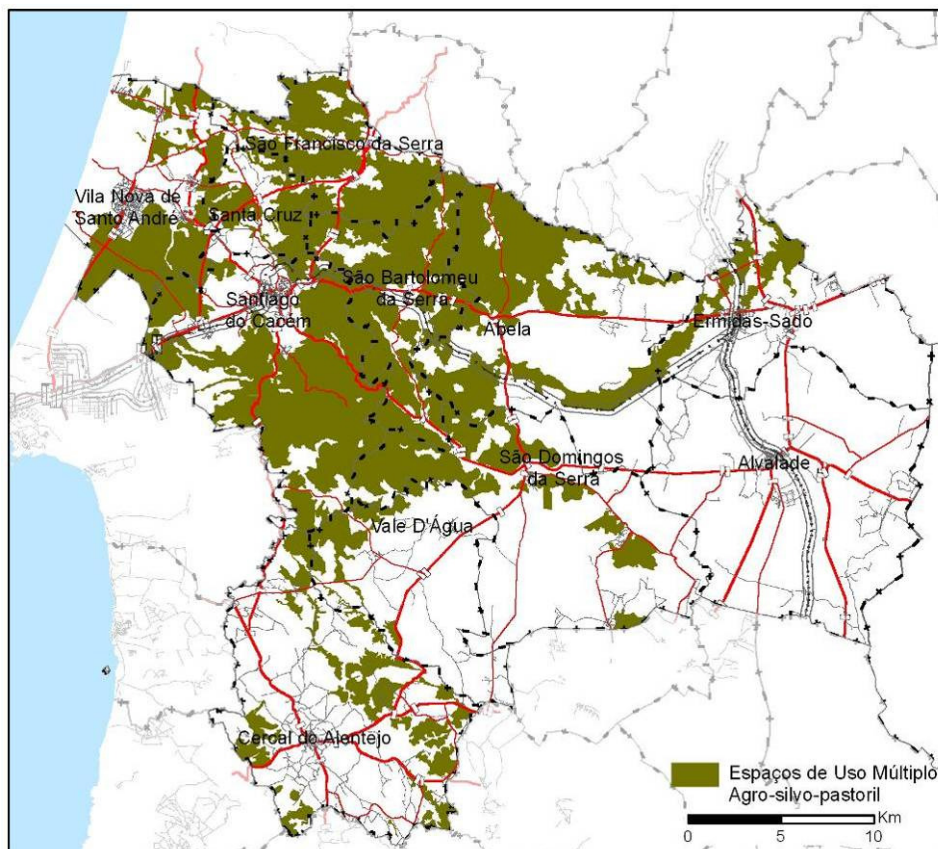 São Francisco da Serra
Vila Nova de
Santo André
Santa Cruz
São Bartolomeu
da Serra
Santiago
do Cacém
Abela
Ermidas-Sado
São Domingos
da Serra
Alvalade
Vale D'Água
Cercal do Alentejo
Espaços de Uso Múltiplo
Agro-silvo-pastoril
Km
0 5 10